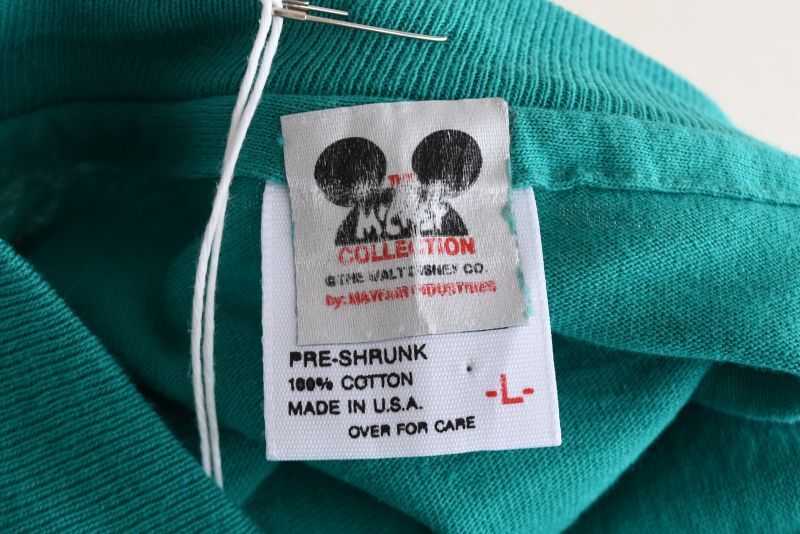 THE
MICKEY
COLLECTION
© THE WALT DISNEY CO.
by: MAYFAIR INDUSTRIES
PRE-SHRUNK
100% COTTON
MADE IN U.S.A.
-L-
OVER FOR CARE